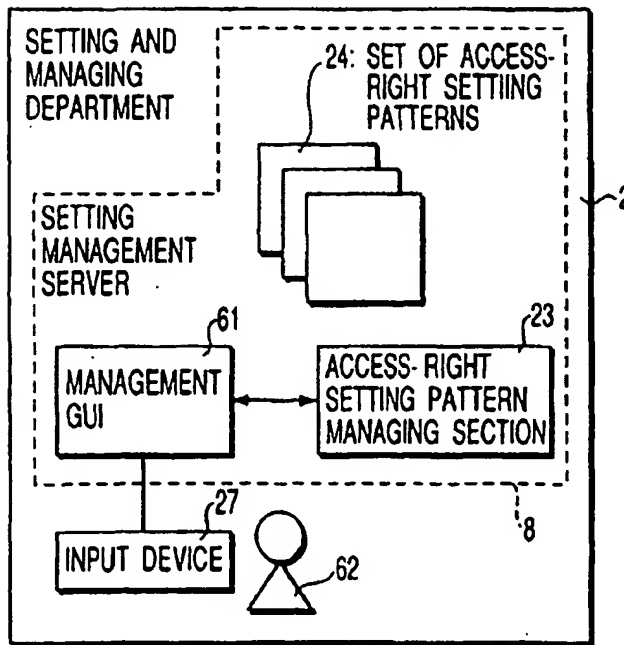 SETTING AND
MANAGING
DEPARTMENT
24: SET OF ACCESS-
RIGHT SETTIING
PATTERNS
2
SETTING
MANAGEMENT
SERVER
61
MANAGEMENT
GUI
23
ACCESS-RIGHT
SETTING PATTERN
MANAGING SECTION
8
27
INPUT DEVICE
62